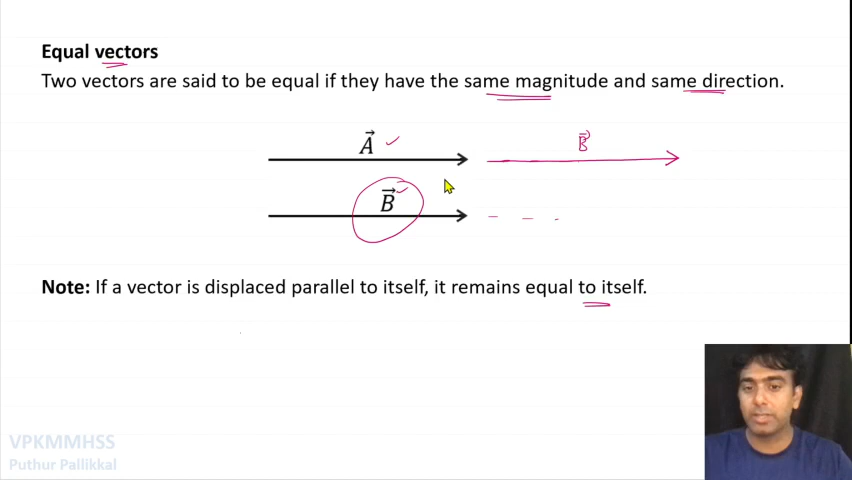 Equal vectors
Two vectors are said to be equal if they have the same magnitude and same direction.
A⃗
B⃗
B⃗
Note: If a vector is displaced parallel to itself, it remains equal to itself.
VPKMMHSS
Puthur Pallikkal